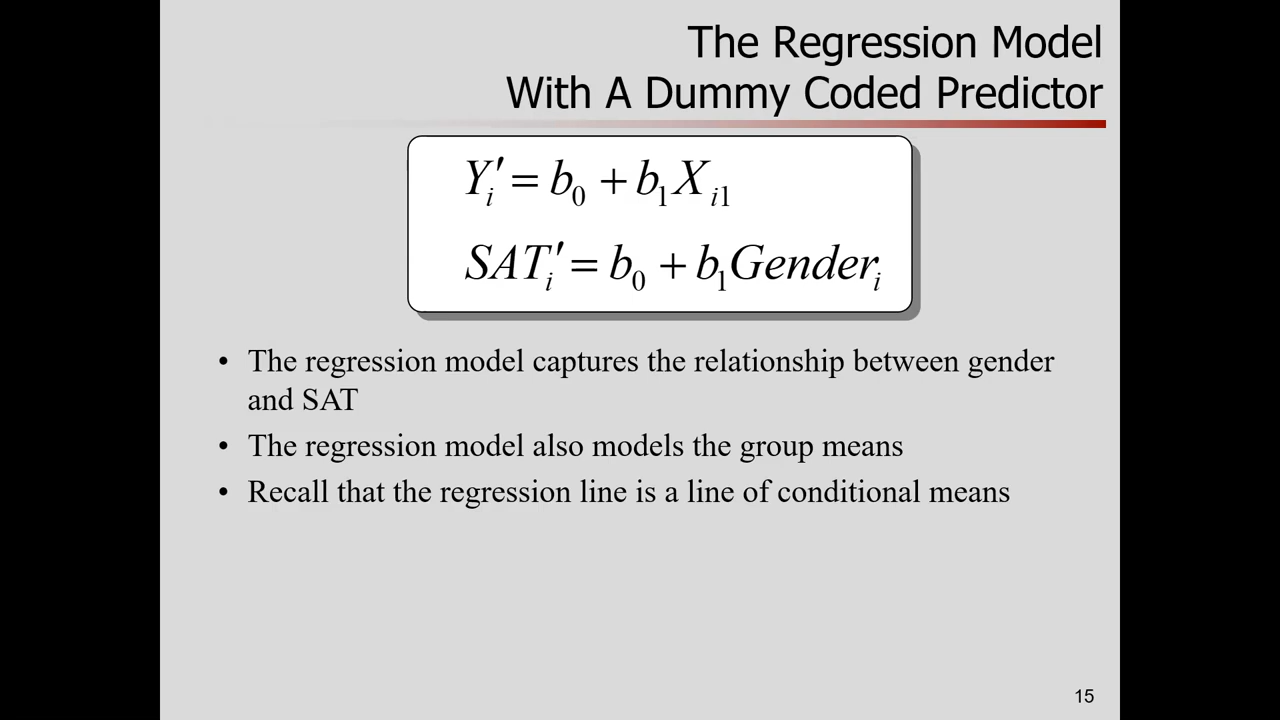 The Regression Model
With A Dummy Coded Predictor
Y′ᵢ = b₀ + b₁Xᵢ₁
SAT′ᵢ = b₀ + b₁Genderᵢ
• The regression model captures the relationship between gender
and SAT
• The regression model also models the group means
• Recall that the regression line is a line of conditional means
15